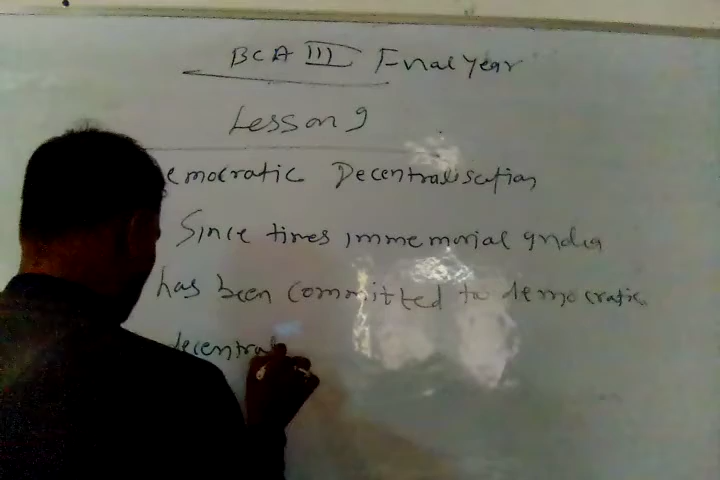 BCA III Final Year
Lesson 9
emocratic Decentralisation
Since times immemorial India
has been committed to democratic
decentral